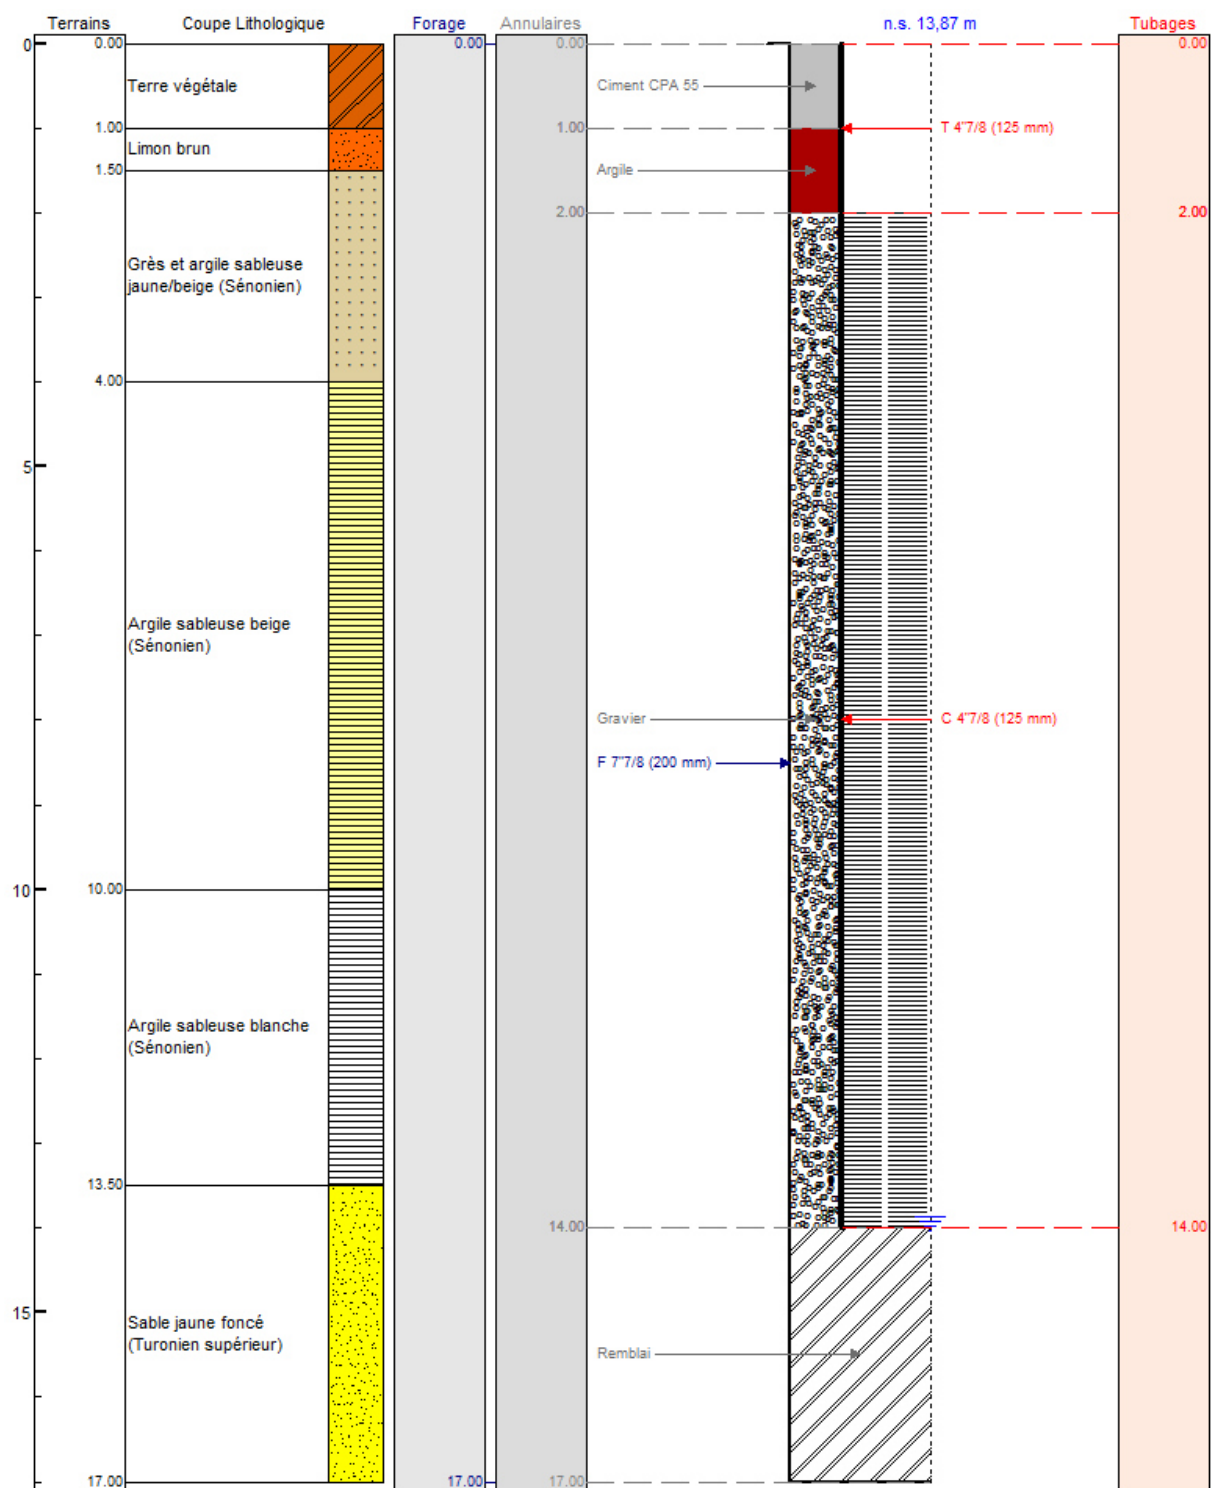 Terrains Coupe Lithologique Forage Annulaires n.s. 13,87 m Tubages
0 0.00 0.00 0.00 0.00
Terre végétale Ciment CPA 55
1.00 1.00 T 4"7/8 (125 mm)
Limon brun
1.50 Argile
2.00 2.00
Grès et argile sableuse
jaune/beige (Sénonien)
4.00
5
Argile sableuse beige
(Sénonien)
Gravier C 4"7/8 (125 mm)
F 7"7/8 (200 mm)
10 10.00
Argile sableuse blanche
(Sénonien)
13.50
14.00 14.00
15
Sable jaune foncé
(Turonien supérieur)
Remblai
17.00 17.00 17.00